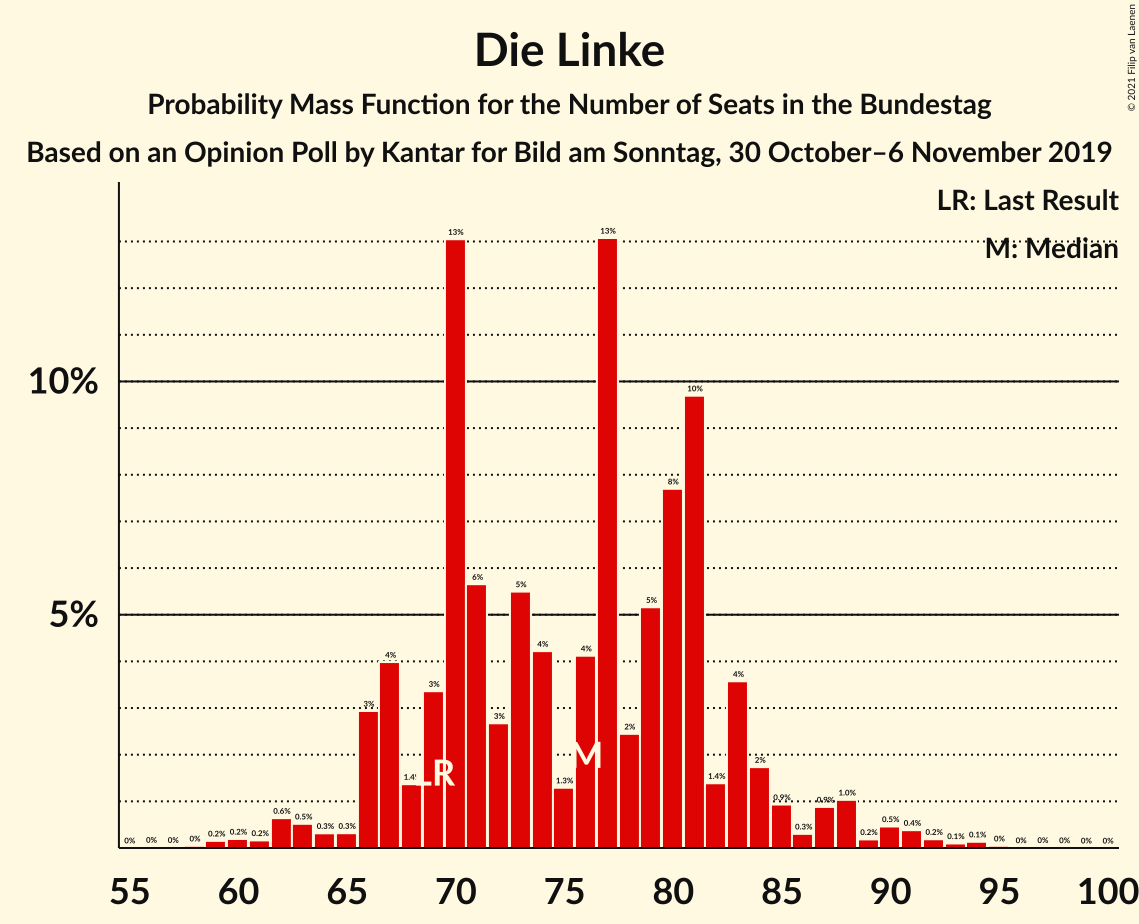 © 2021 Filip van Laenen
Die Linke
Probability Mass Function for the Number of Seats in the Bundestag
Based on an Opinion Poll by Kantar for Bild am Sonntag, 30 October–6 November 2019
LR: Last Result
M: Median
10%
5%
0% 0% 0% 0% 0.2% 0.2% 0.2% 0.6% 0.5% 0.3% 0.3% 3% 4% 1.4% 3% 13% 6% 3% 5% 4% 1.3% 4% 13% 2% 5% 8% 10% 1.4% 4% 2% 0.9% 0.3% 0.9% 1.0% 0.2% 0.5% 0.4% 0.2% 0.1% 0.1% 0% 0% 0% 0% 0% 0%
LR M
55 60 65 70 75 80 85 90 95 100